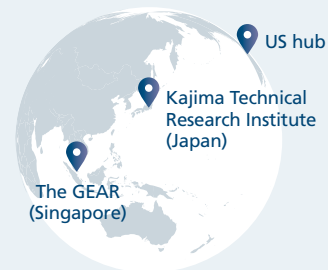 US hub
Kajima Technical
Research Institute
(Japan)
The GEAR
(Singapore)